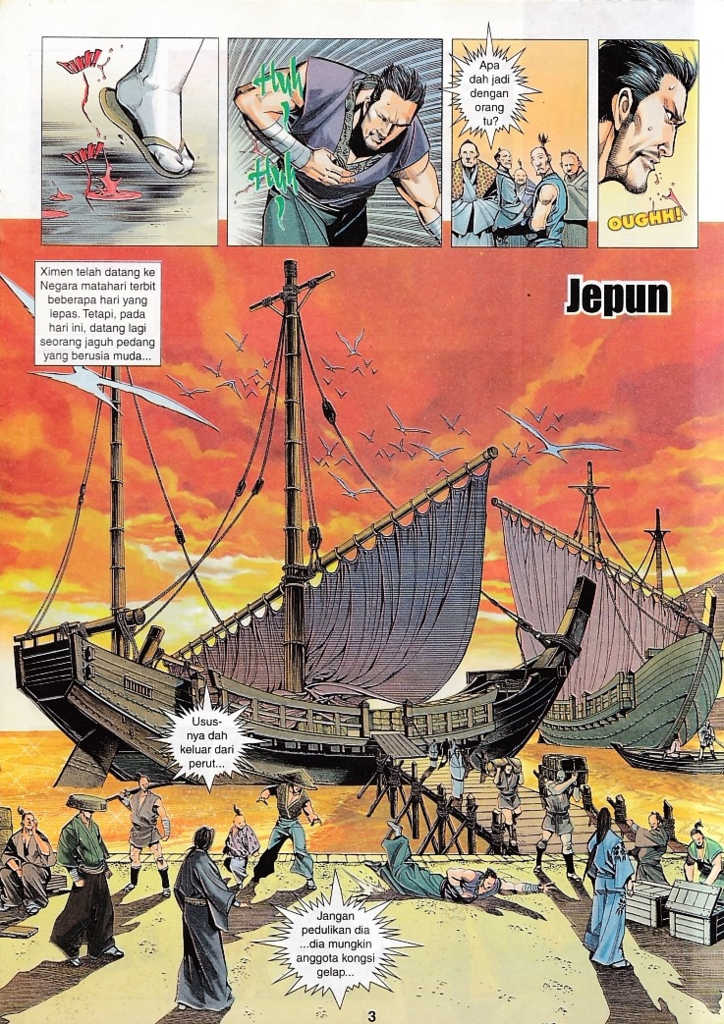 Huh
?
Huh
?
Apa
dah jadi
dengan
orang
tu?
OUGHH!
Ximen telah datang ke
Negara matahari terbit
beberapa hari yang
lepas. Tetapi, pada
hari ini, datang lagi
seorang jaguh pedang
yang berusia muda...
Jepun
Usus-
nya dah
keluar dari
perut...
Jangan
pedulikan dia
...dia mungkin
anggota kongsi
gelap...
3